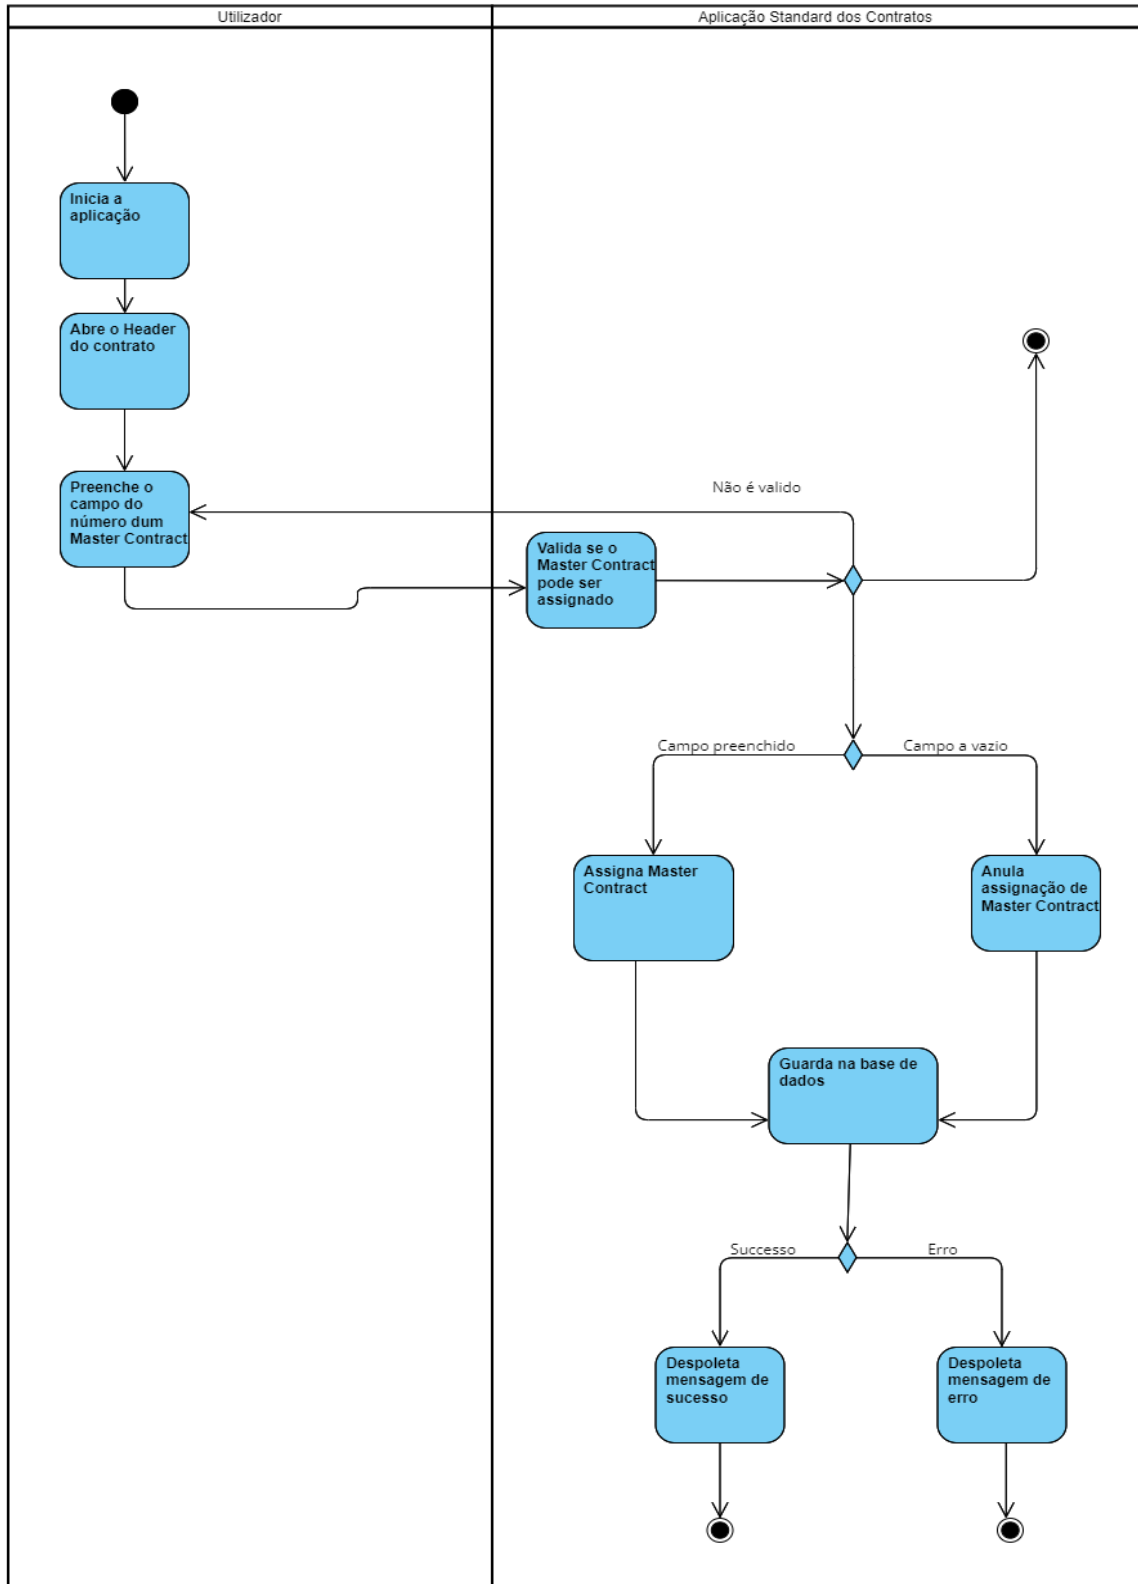 Utilizador
Aplicação Standard dos Contratos
Inicia a
aplicação
Abre o Header
do contrato
Preenche o
campo do
número dum
Master Contract
Não é valido
Valida se o
Master Contract
pode ser
assignado
Campo preenchido
Campo a vazio
Assigna Master
Contract
Anula
assignação de
Master Contract
Guarda na base de
dados
Successo
Erro
Despoleta
mensagem de
sucesso
Despoleta
mensagem de
erro